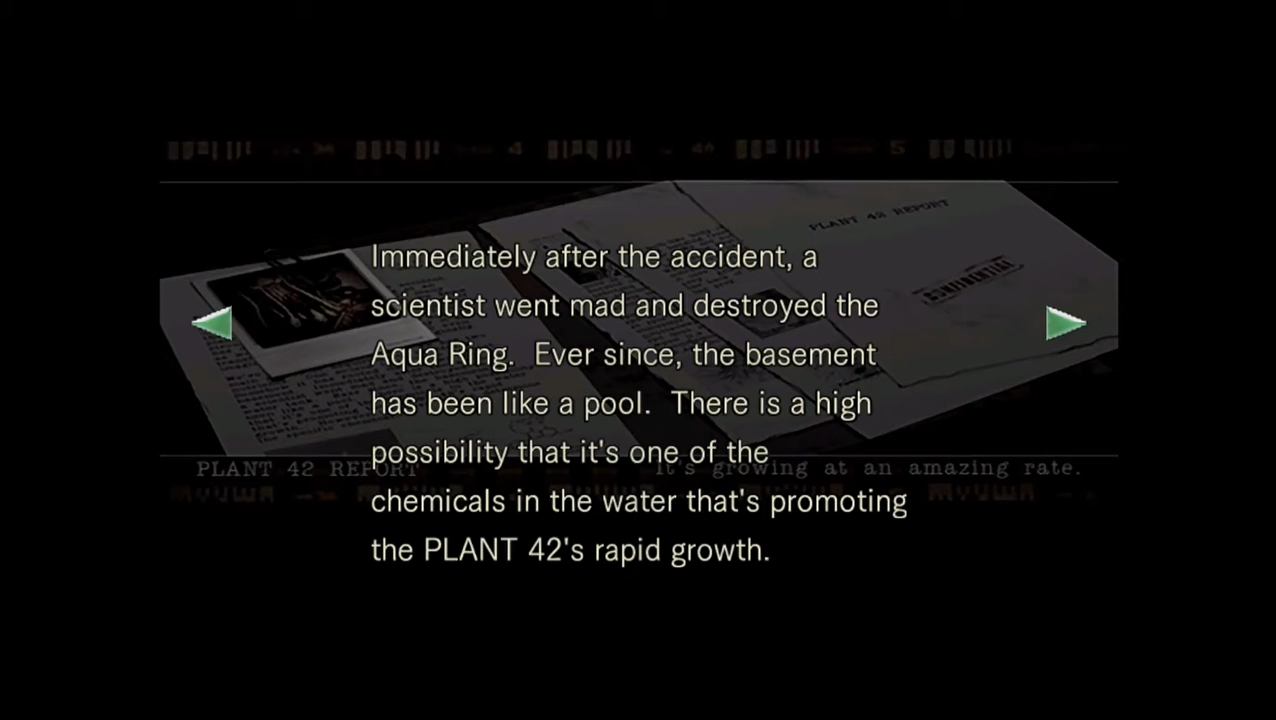 PLANT 42 REPORT
CONFIDENTIAL
Immediately after the accident, a
scientist went mad and destroyed the
Aqua Ring.  Ever since, the basement
has been like a pool.  There is a high
possibility that it's one of the
chemicals in the water that's promoting
the PLANT 42's rapid growth.
PLANT 42 REPORT
It's growing at an amazing rate.